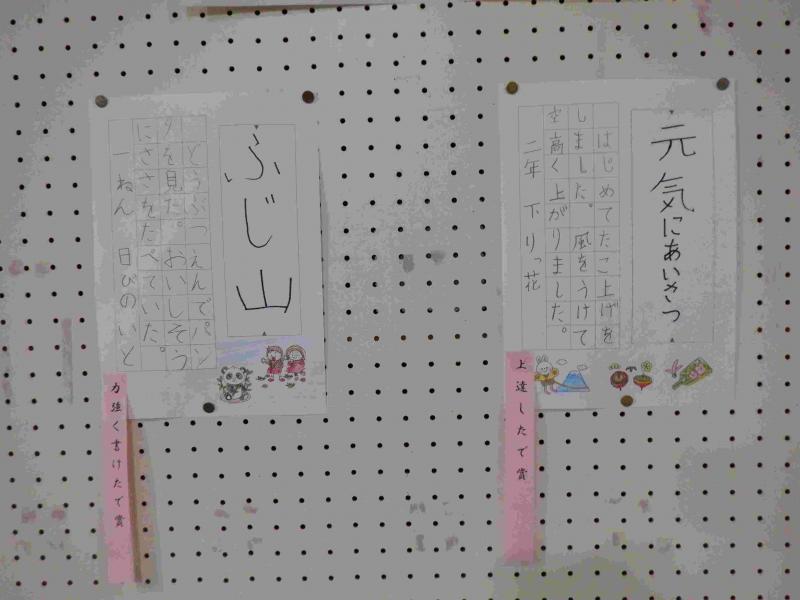 元気にあいさつ
はじめてたこ上げを
しました。風をうけて
空高く上がりました。
二年 下 りっ花
上達したで賞
ふじ山
どうぶつえんでパン
ダを見た。おいしそう
にささをたべていた。
一ねん 日びのいと
力強く書けたで賞